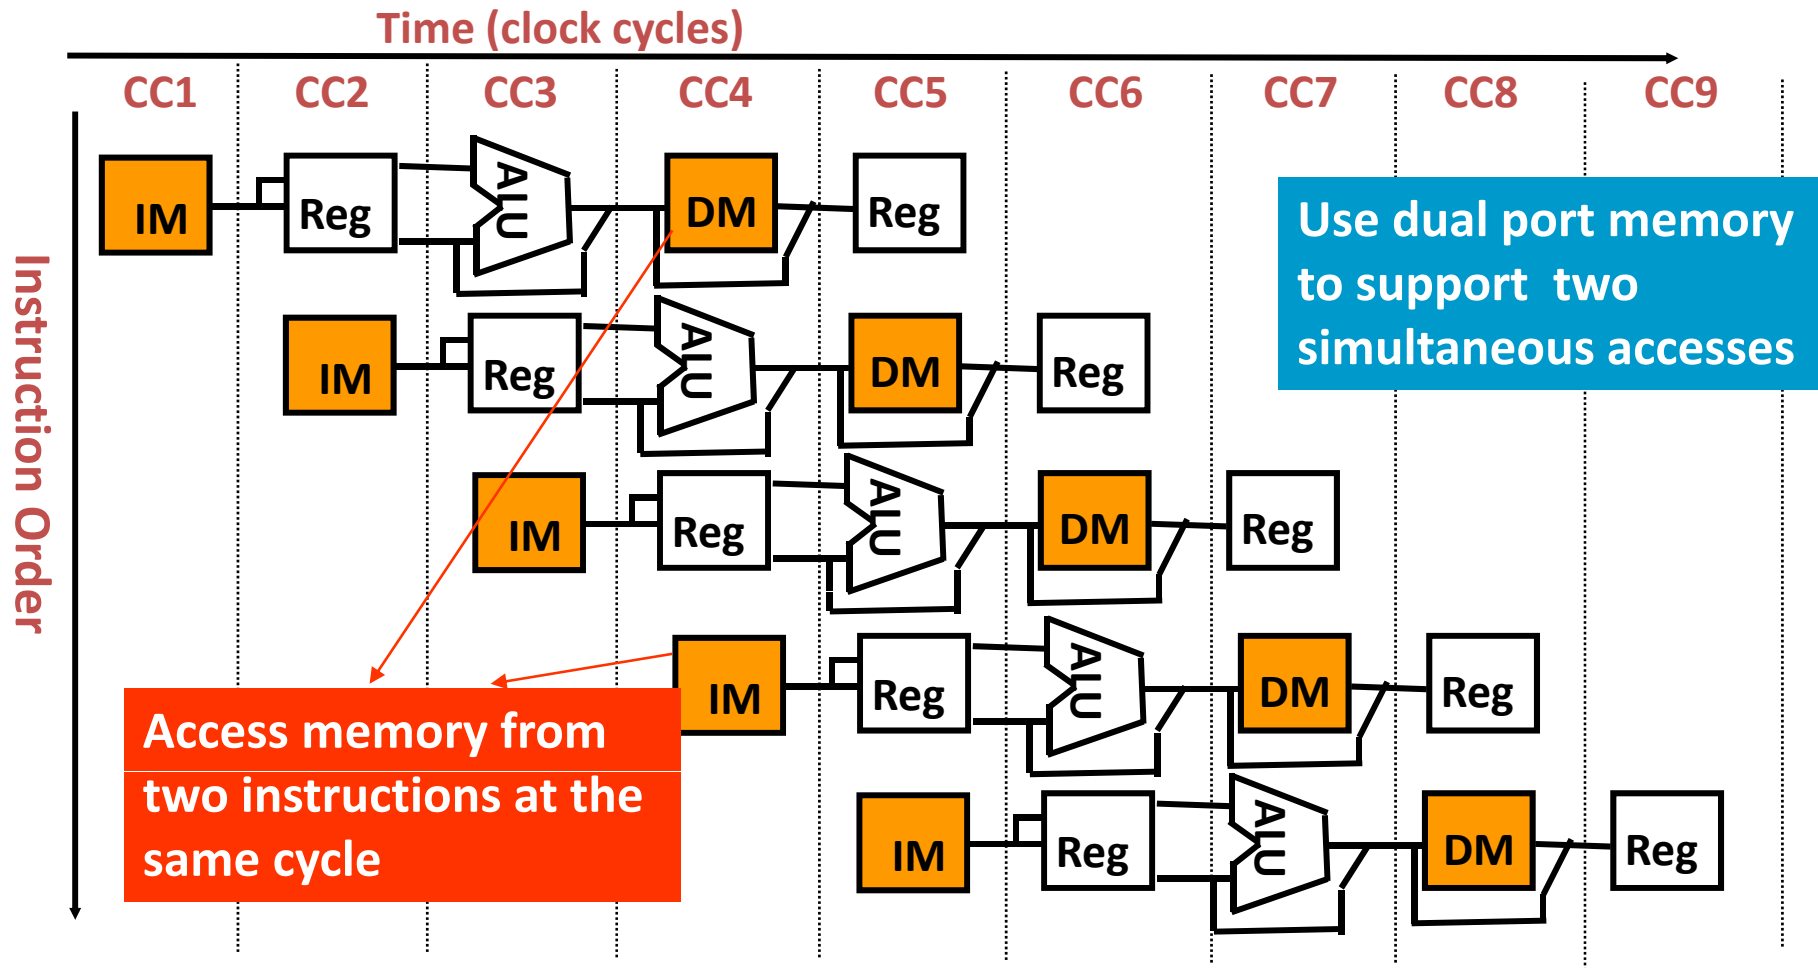 Time (clock cycles)
CC1 CC2 CC3 CC4 CC5 CC6 CC7 CC8 CC9
Instruction Order
IM Reg ALU DM Reg
Use dual port memory
to support two
simultaneous accesses
IM Reg ALU DM Reg
IM Reg ALU DM Reg
IM Reg ALU DM Reg
Access memory from
two instructions at the
same cycle
IM Reg ALU DM Reg